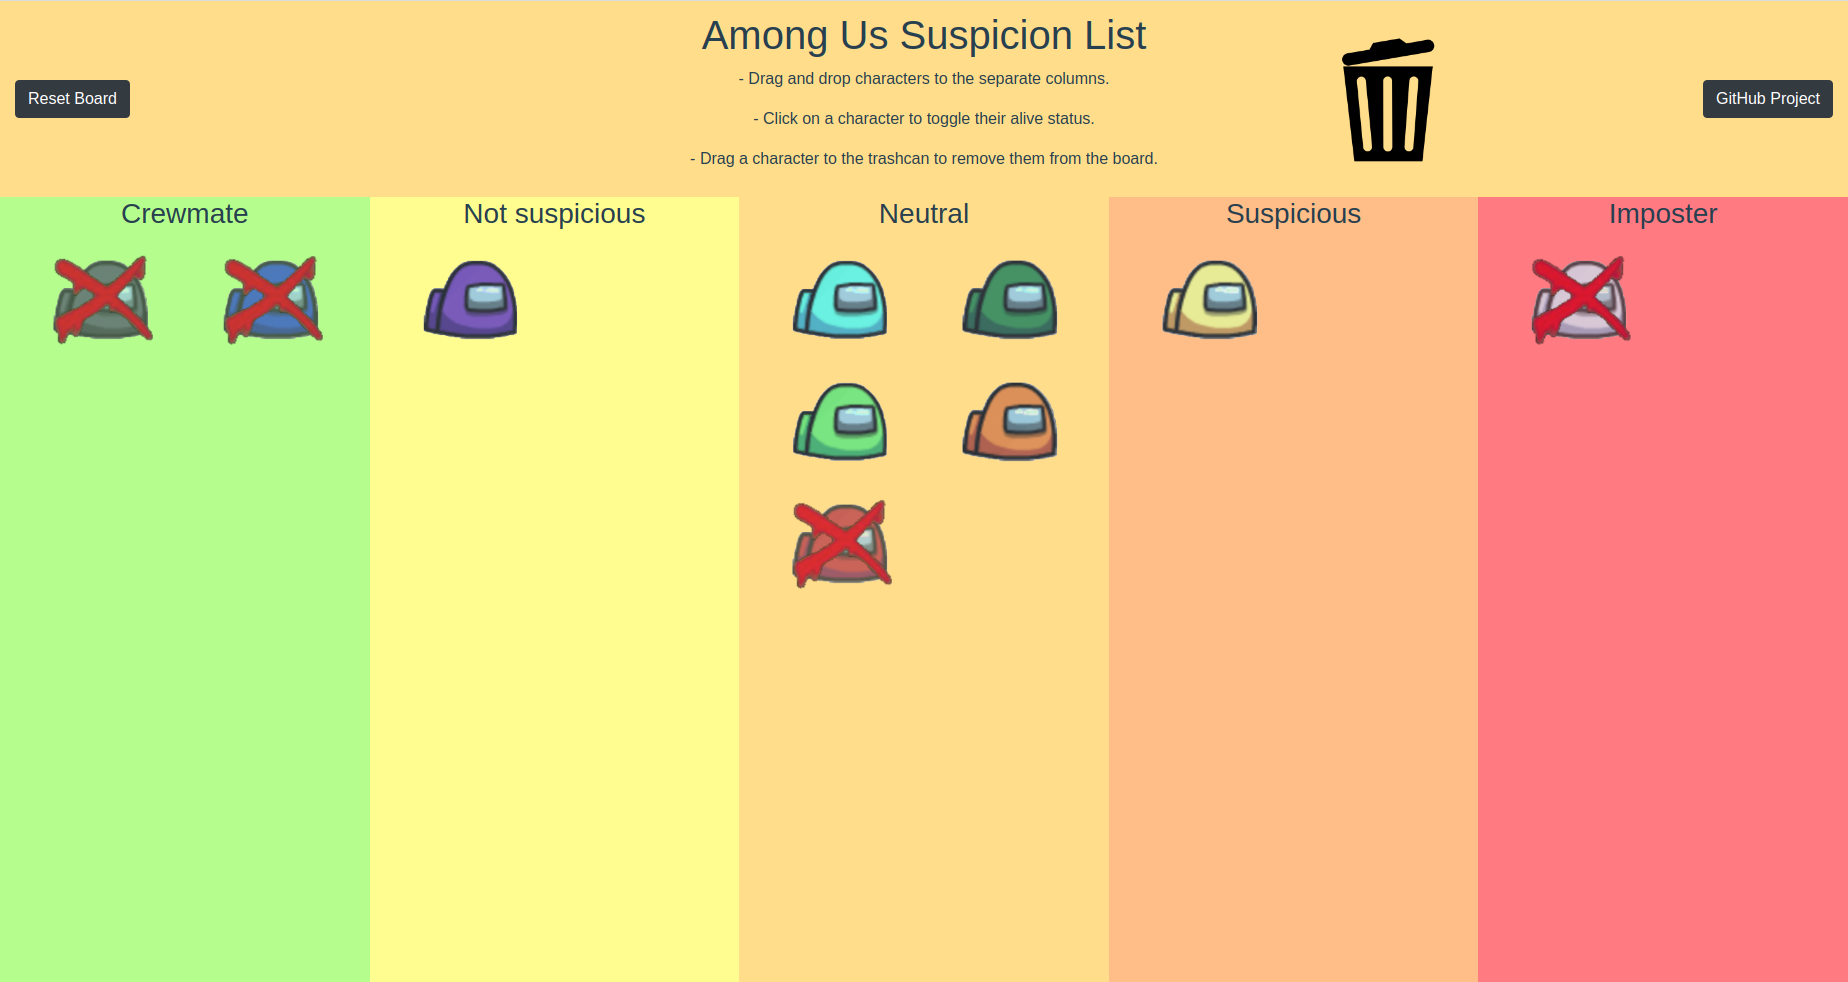 Among Us Suspicion List
- Drag and drop characters to the separate columns.
Reset Board
GitHub Project
- Click on a character to toggle their alive status.
- Drag a character to the trashcan to remove them from the board.
Crewmate
Not suspicious
Neutral
Suspicious
Imposter